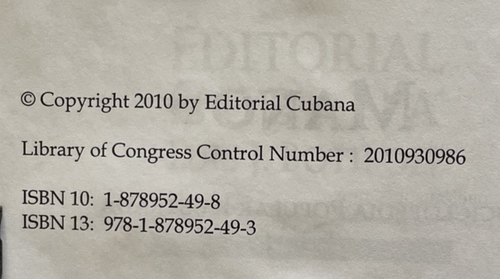 © Copyright 2010 by Editorial Cubana
Library of Congress Control Number : 2010930986
ISBN 10: 1-878952-49-8
ISBN 13: 978-1-878952-49-3